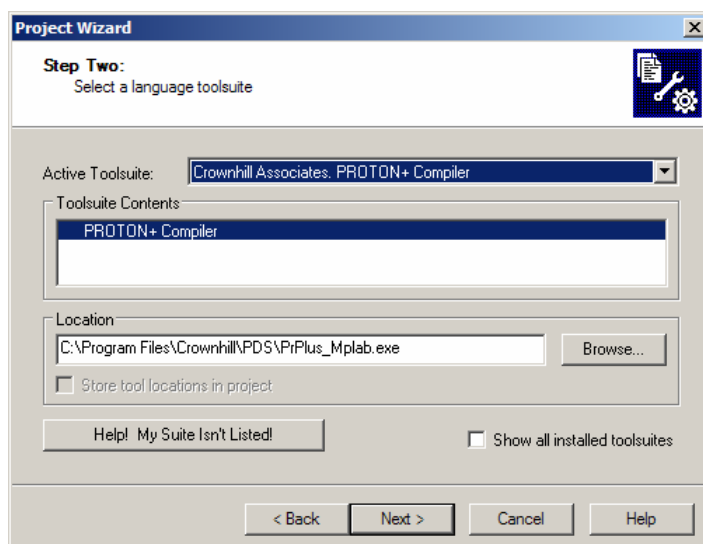 Project Wizard
Step Two:
Select a language toolsuite
Active Toolsuite: Crownhill Associates. PROTON+ Compiler
Toolsuite Contents
PROTON+ Compiler
Location
C:\Program Files\Crownhill\PDS\PrPlus_Mplab.exe Browse...
Store tool locations in project
Help! My Suite Isn't Listed! Show all installed toolsuites
< Back Next > Cancel Help